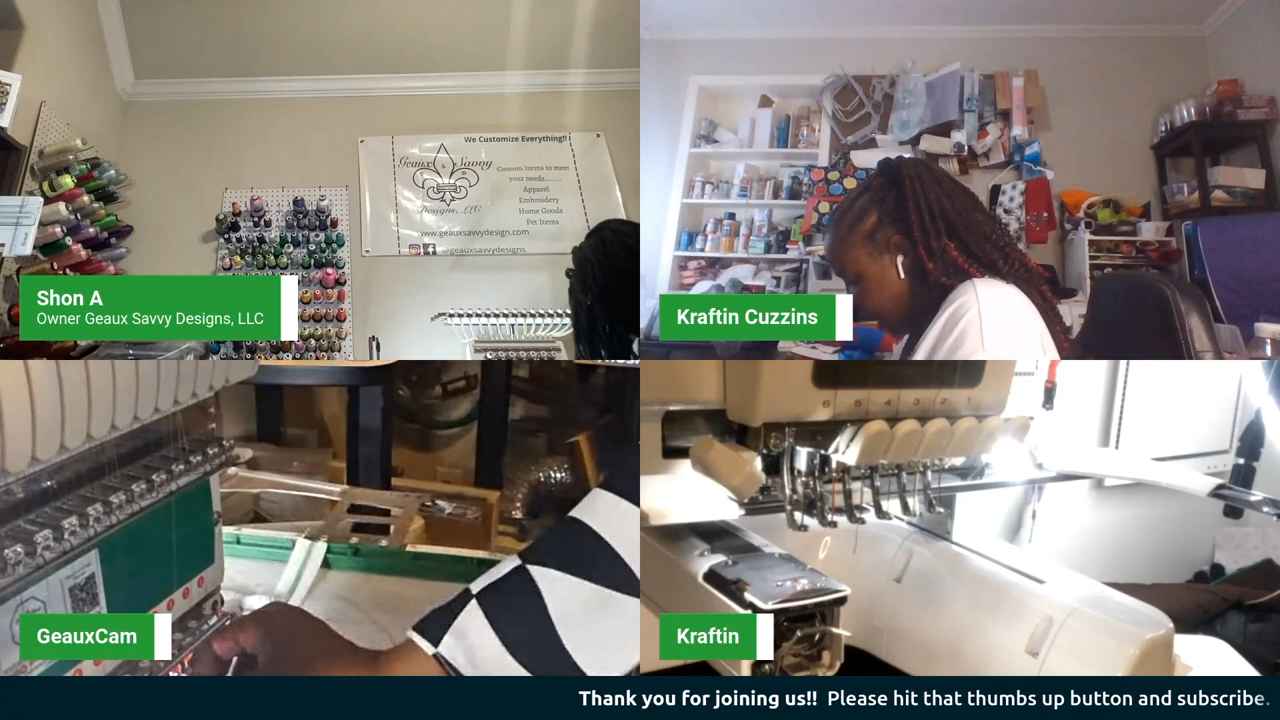 We Customize Everything!!
Geaux Savvy
Designs, LLC
Custom Items to meet
your needs..........
Apparel
Embroidery
Home Goods
Pet Items
www.geauxsavvydesign.com
@geauxsavvydesigns
Shon A
Owner Geaux Savvy Designs, LLC
Kraftin Cuzzins
6 5 4 3 2 1
GeauxCam
Kraftin
Thank you for joining us!! Please hit that thumbs up button and subscribe.